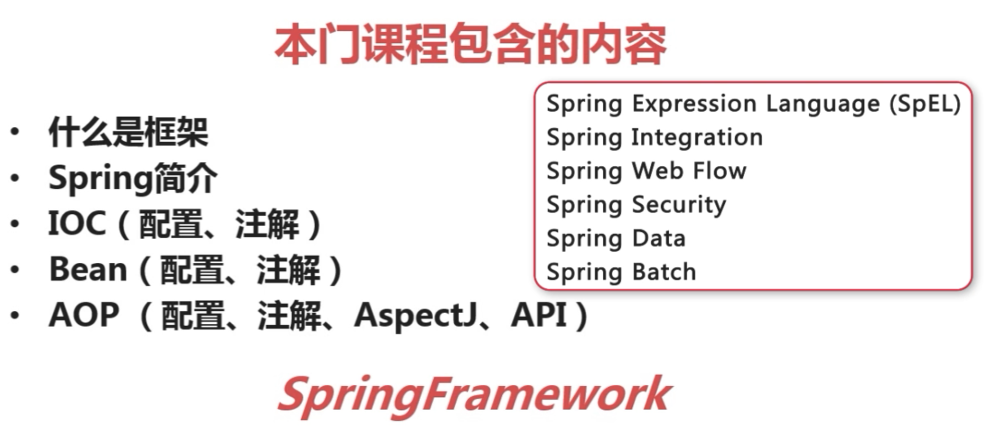 本门课程包含的内容
• 什么是框架
• Spring简介
• IOC（配置、注解）
• Bean（配置、注解）
• AOP （配置、注解、AspectJ、API）
Spring Expression Language (SpEL)
Spring Integration
Spring Web Flow
Spring Security
Spring Data
Spring Batch
SpringFramework